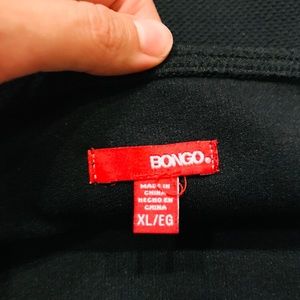 BONGO.
MADE IN
CHINA
HECHO EN
CHINA
XL/EG